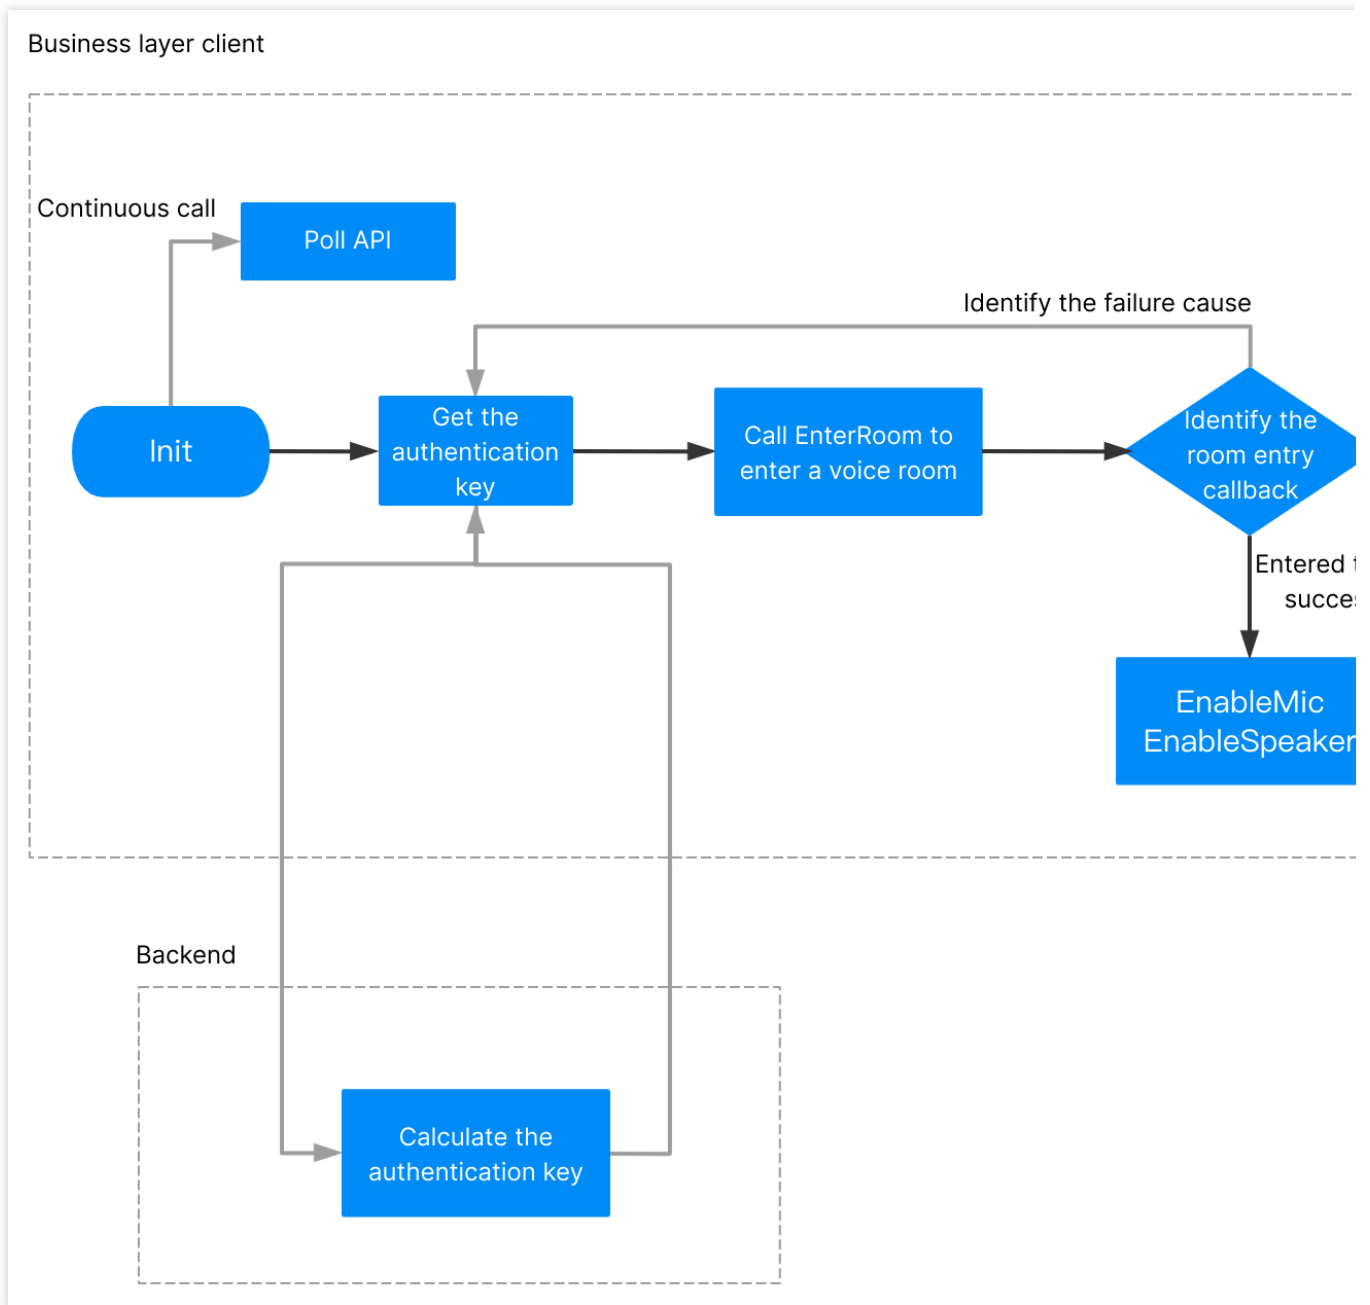 Business layer client
Continuous call
Poll API
Identify the failure cause
Init
Get the
authentication
key
Call EnterRoom to
enter a voice room
Identify the
room entry
callback
Entered
EnableMic
EnableSpeaker
Backend
Calculate the
authentication key